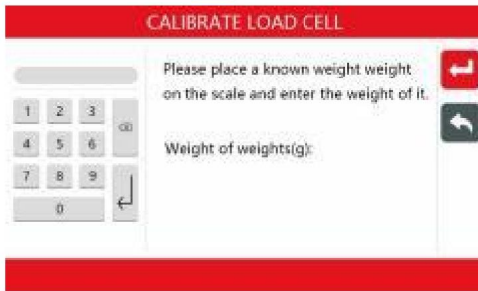 CALIBRATE LOAD CELL
Please place a known weight weight
on the scale and enter the weight of it.
1 2 3
4 5 6
Weight of weights(g):
7 8 9
0